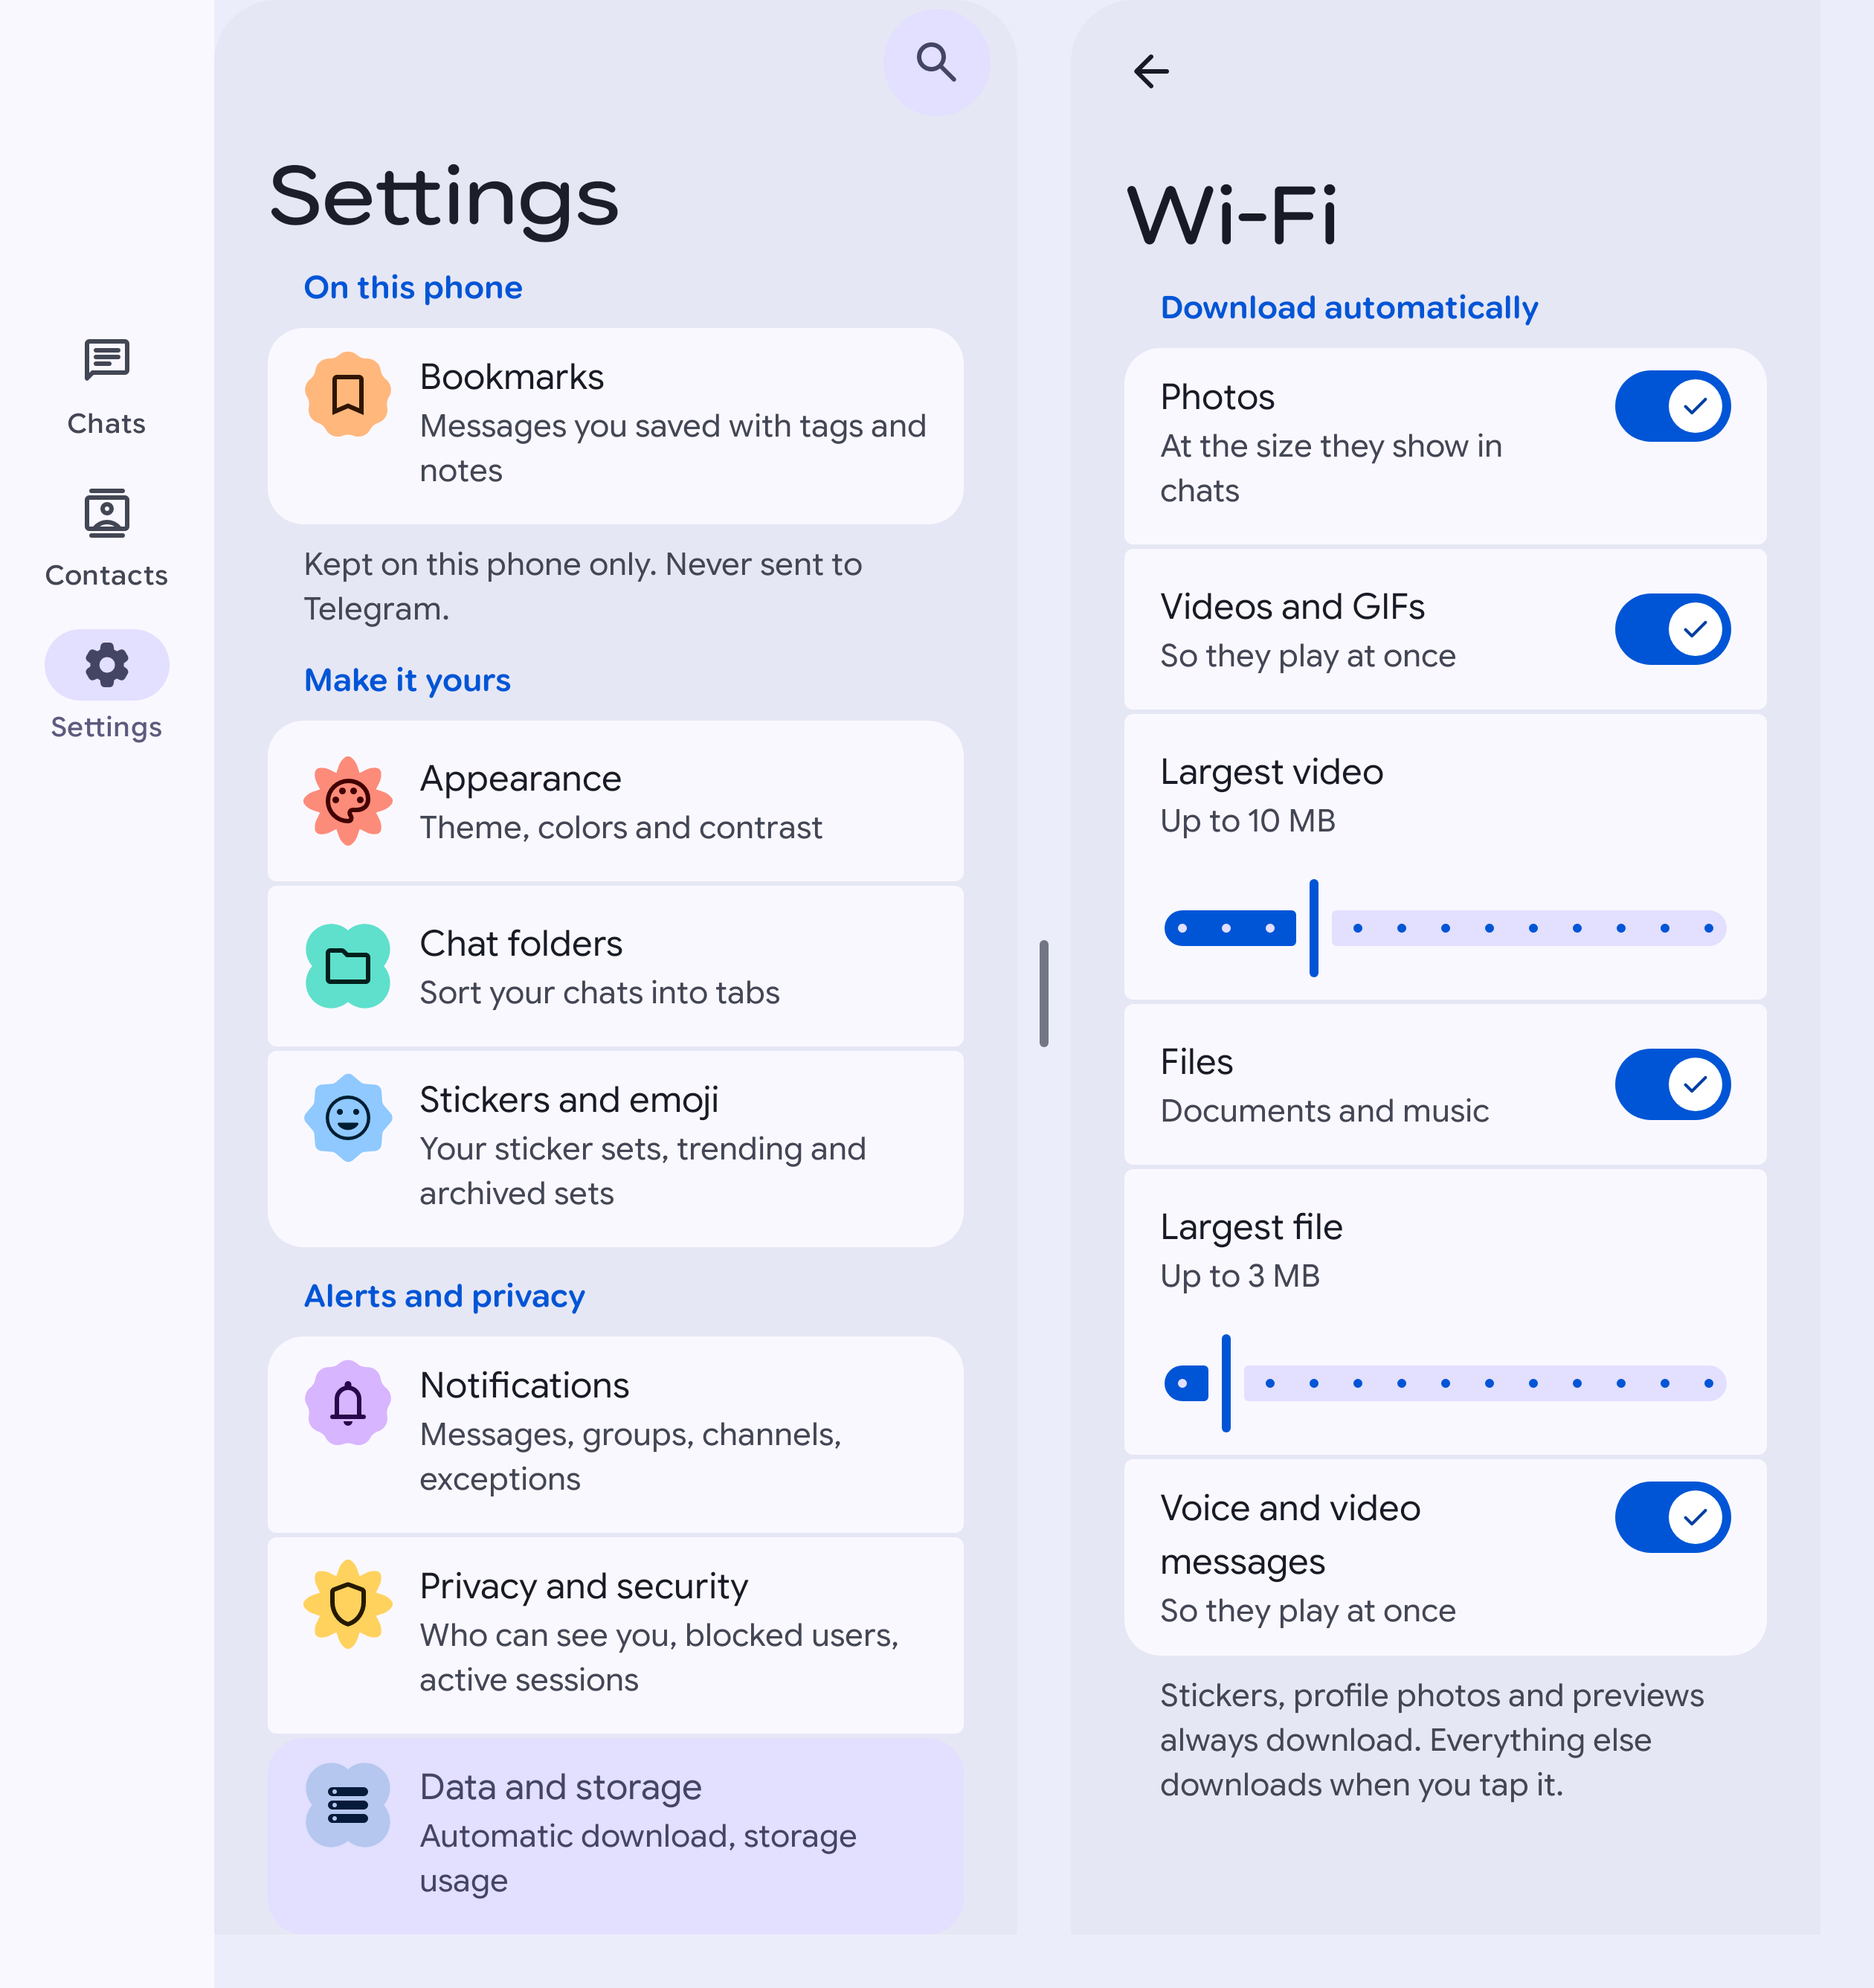 Chats
Contacts
Settings
Settings
On this phone
Bookmarks
Messages you saved with tags and
notes
Kept on this phone only. Never sent to
Telegram.
Make it yours
Appearance
Theme, colors and contrast
Chat folders
Sort your chats into tabs
Stickers and emoji
Your sticker sets, trending and
archived sets
Alerts and privacy
Notifications
Messages, groups, channels,
exceptions
Privacy and security
Who can see you, blocked users,
active sessions
Data and storage
Automatic download, storage
usage
Wi-Fi
Download automatically
Photos
At the size they show in
chats
Videos and GIFs
So they play at once
Largest video
Up to 10 MB
Files
Documents and music
Largest file
Up to 3 MB
Voice and video
messages
So they play at once
Stickers, profile photos and previews
always download. Everything else
downloads when you tap it.